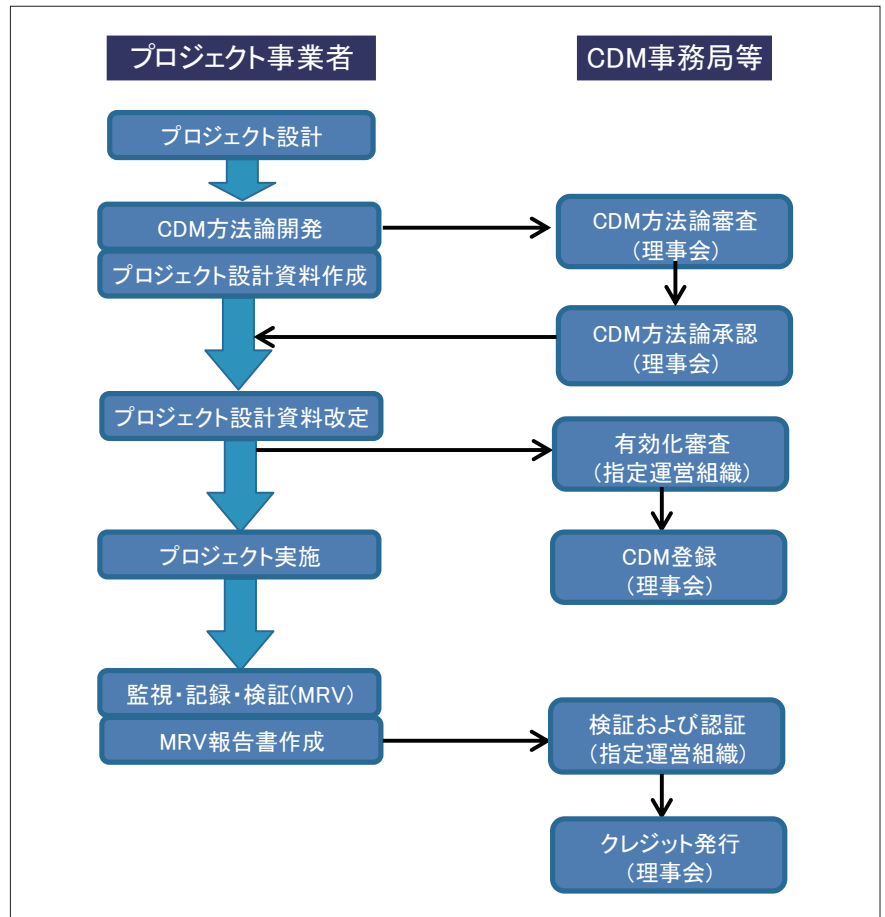 プロジェクト事業者
CDM事務局等
プロジェクト設計
CDM方法論開発
プロジェクト設計資料作成
CDM方法論審査
(理事会)
CDM方法論承認
(理事会)
プロジェクト設計資料改定
有効化審査
(指定運営組織)
プロジェクト実施
CDM登録
(理事会)
監視・記録・検証(MRV)
MRV報告書作成
検証および認証
(指定運営組織)
クレジット発行
(理事会)